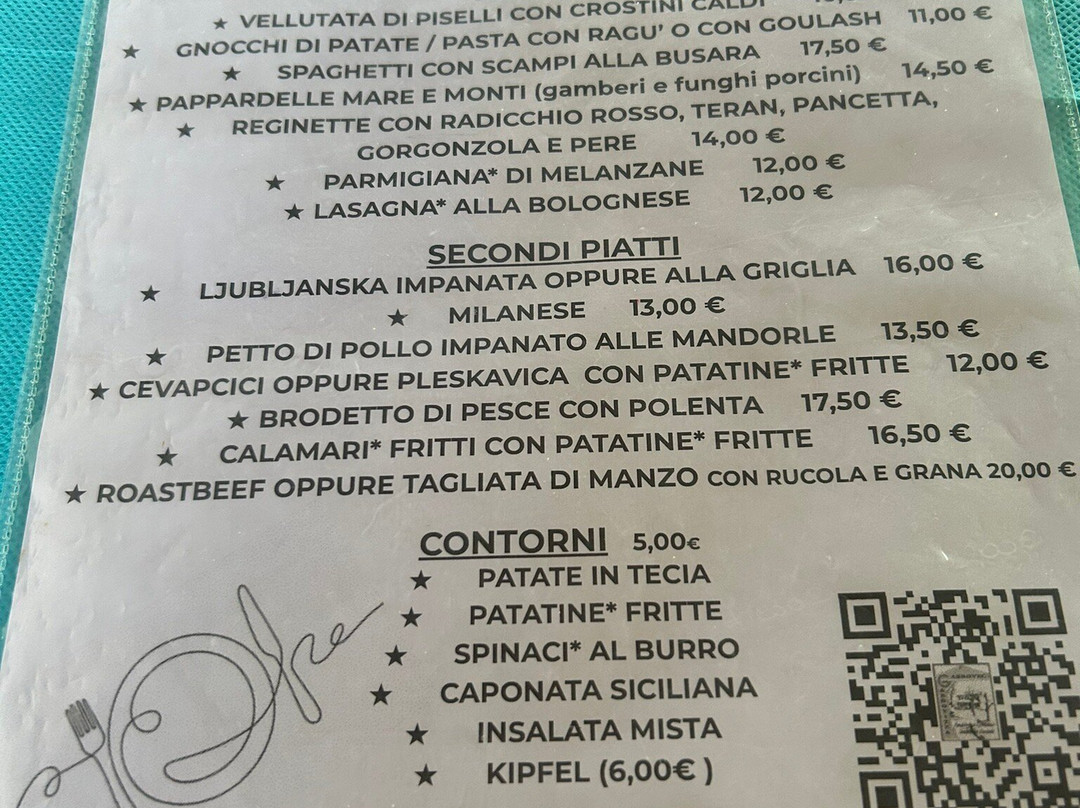 ★ VELLUTATA DI PISELLI CON CROSTINI CALDI
★ GNOCCHI DI PATATE / PASTA CON RAGU' O CON GOULASH 11,00 €
★ SPAGHETTI CON SCAMPI ALLA BUSARA 17,50 €
★ PAPPARDELLE MARE E MONTI (gamberi e funghi porcini) 14,50 €
★ REGINETTE CON RADICCHIO ROSSO, TERAN, PANCETTA,
GORGONZOLA E PERE 14,00 €
★ PARMIGIANA* DI MELANZANE 12,00 €
★ LASAGNA* ALLA BOLOGNESE 12,00 €
SECONDI PIATTI
★ LJUBLJANSKA IMPANATA OPPURE ALLA GRIGLIA 16,00 €
★ MILANESE 13,00 €
★ PETTO DI POLLO IMPANATO ALLE MANDORLE 13,50 €
★ CEVAPCICI OPPURE PLESKAVICA CON PATATINE* FRITTE 12,00 €
★ BRODETTO DI PESCE CON POLENTA 17,50 €
★ CALAMARI* FRITTI CON PATATINE* FRITTE 16,50 €
★ ROASTBEEF OPPURE TAGLIATA DI MANZO CON RUCOLA E GRANA 20,00 €
CONTORNI 5,00€
★ PATATE IN TECIA
★ PATATINE* FRITTE
★ SPINACI* AL BURRO
★ CAPONATA SICILIANA
★ INSALATA MISTA
★ KIPFEL (6,00€ )